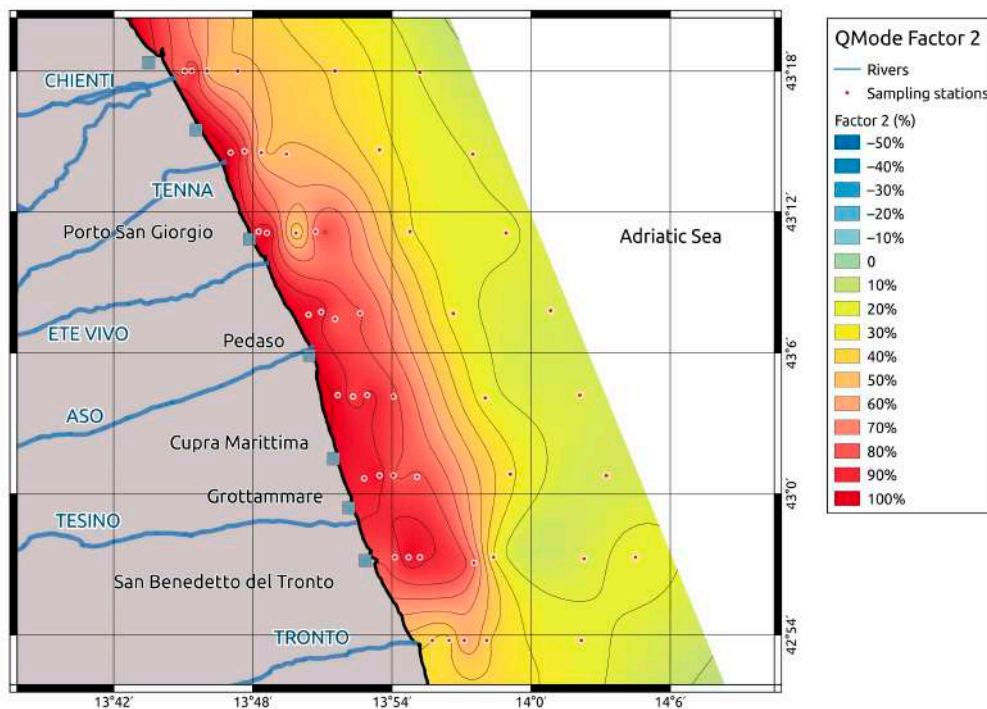 CHIENTI
TENNA
Porto San Giorgio
ETE VIVO
Pedaso
ASO
Cupra Marittima
Grottammare
TESINO
San Benedetto del Tronto
TRONTO
Adriatic Sea
43°18´
43°12´
43°6´
43°0´
42°54´
13°42´
13°48´
13°54´
14°0´
14°6´
QMode Factor 2
Rivers
Sampling stations
Factor 2 (%)
–50%
–40%
–30%
–20%
–10%
0
10%
20%
30%
40%
50%
60%
70%
80%
90%
100%